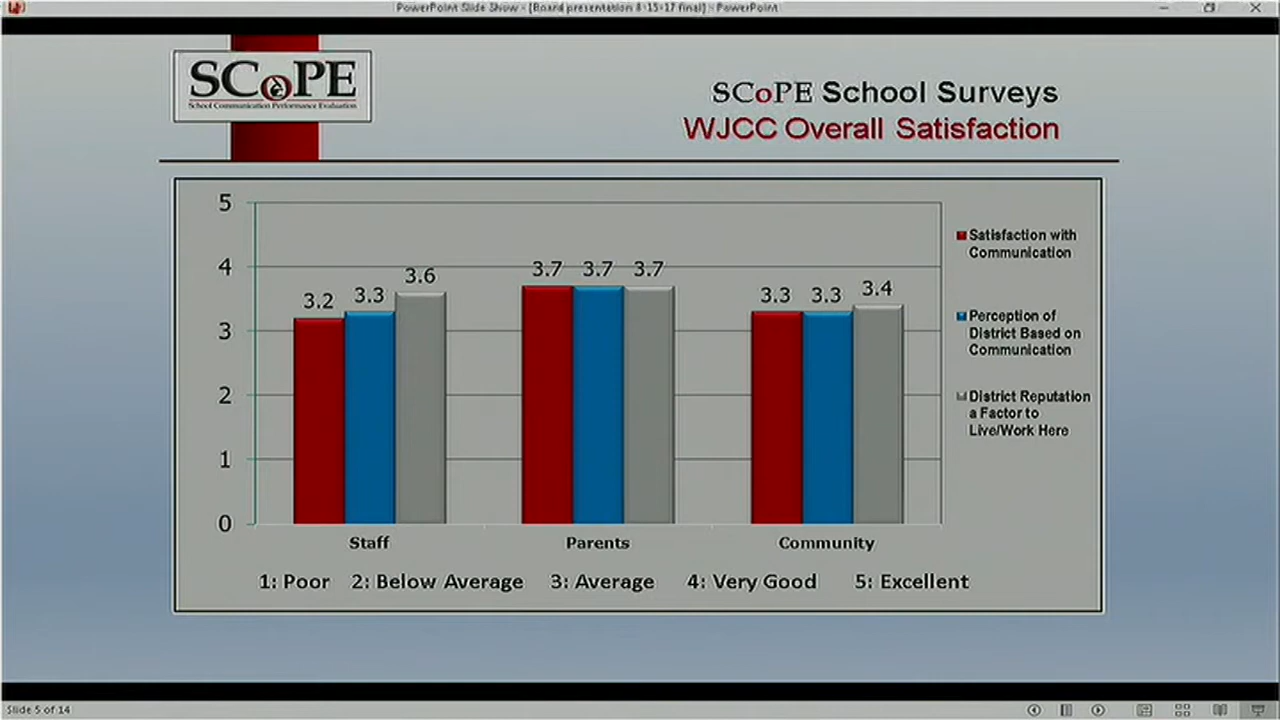 PowerPoint Slide Show - [Board presentation 8-15-17 final] - PowerPoint
SCoPE
School Communication Performance Evaluation
SCoPE School Surveys
WJCC Overall Satisfaction
5
4
3
2
1
0
3.2
3.3
3.6
3.7
3.7
3.7
3.3
3.3
3.4
Staff
Parents
Community
Satisfaction with
Communication
Perception of
District Based on
Communication
District Reputation
a Factor to
Live/Work Here
1: Poor 2: Below Average 3: Average 4: Very Good 5: Excellent
Slide 5 of 14